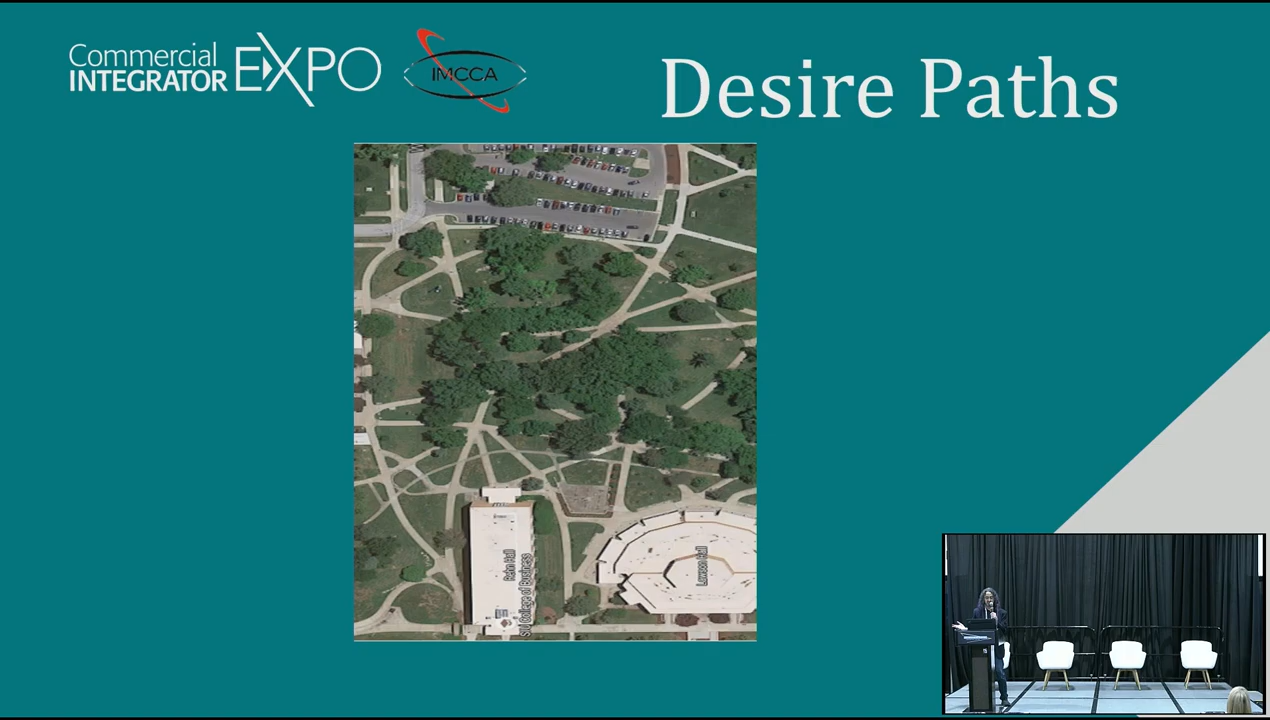 Commercial
INTEGRATOR EXPO
IMCCA
Desire Paths
Rehn Hall
SIU College of Business
Lawson Hall